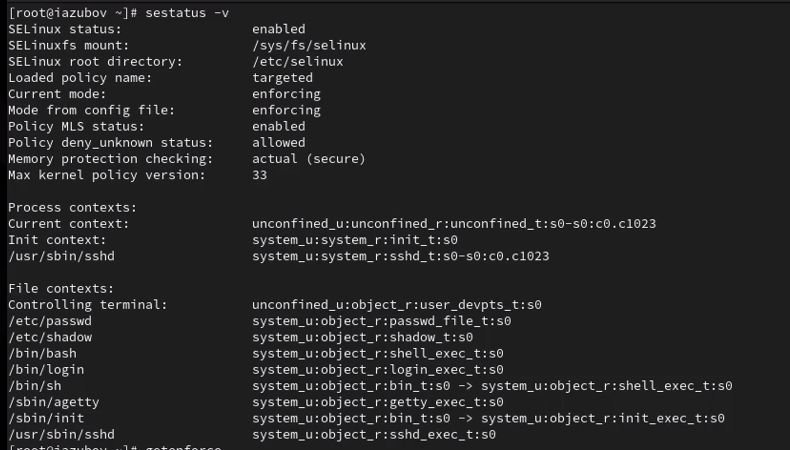 [root@iazubov ~]# sestatus -v
SELinux status:                 enabled
SELinuxfs mount:                /sys/fs/selinux
SELinux root directory:         /etc/selinux
Loaded policy name:             targeted
Current mode:                   enforcing
Mode from config file:          enforcing
Policy MLS status:              enabled
Policy deny_unknown status:     allowed
Memory protection checking:     actual (secure)
Max kernel policy version:      33
Process contexts:
Current context:                unconfined_u:unconfined_r:unconfined_t:s0-s0:c0.c1023
Init context:                   system_u:system_r:init_t:s0
/usr/sbin/sshd                  system_u:system_r:sshd_t:s0-s0:c0.c1023
File contexts:
Controlling terminal:           unconfined_u:object_r:user_devpts_t:s0
/etc/passwd                     system_u:object_r:passwd_file_t:s0
/etc/shadow                     system_u:object_r:shadow_t:s0
/bin/bash                       system_u:object_r:shell_exec_t:s0
/bin/login                      system_u:object_r:login_exec_t:s0
/bin/sh                         system_u:object_r:bin_t:s0 -> system_u:object_r:shell_exec_t:s0
/sbin/agetty                    system_u:object_r:getty_exec_t:s0
/sbin/init                      system_u:object_r:bin_t:s0 -> system_u:object_r:init_exec_t:s0
/usr/sbin/sshd                  system_u:object_r:sshd_exec_t:s0
[root@iazubov ~]# getenforce